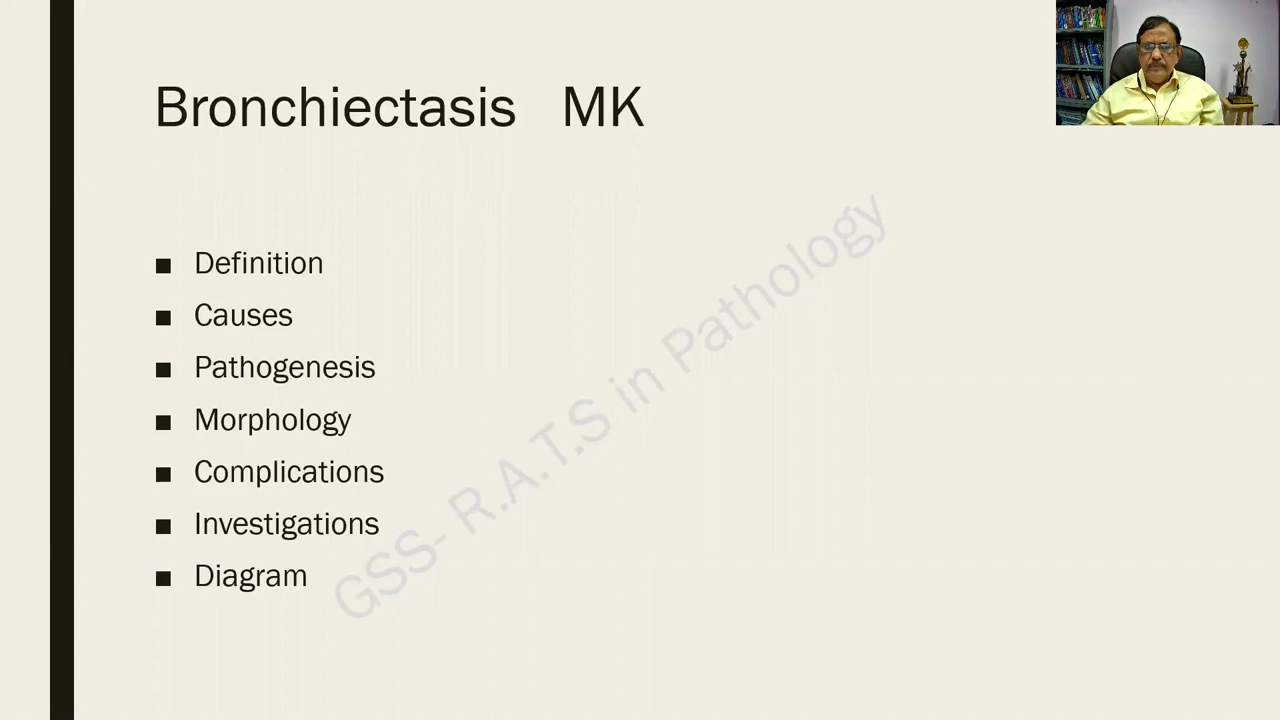 Bronchiectasis MK
Definition
Causes
Pathogenesis
Morphology
Complications
Investigations
Diagram
GSS- R.A.T.S in Pathology